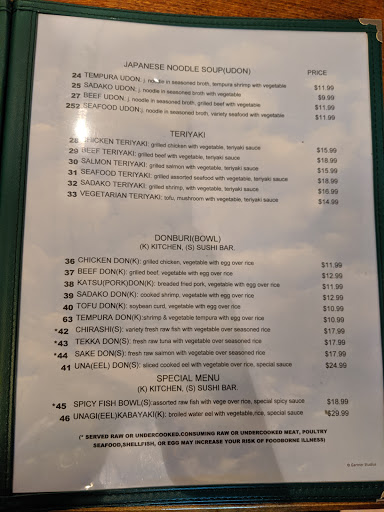 JAPANESE NOODLE SOUP(UDON) PRICE
24 TEMPURA UDON: j. noodle in seasoned broth, tempura shrimp with vegetable $11.99
25 SADAKO UDON: j. noodle in seasoned broth with vegetable $9.99
27 BEEF UDON: j. noodle in seasoned broth, grilled beef with vegetable $11.99
252 SEAFOOD UDON: j. noodle in seasoned broth, variety seafood with vegetable $11.99
TERIYAKI
28 CHICKEN TERIYAKI: grilled chicken with vegetable, teriyaki sauce $15.99
29 BEEF TERIYAKI: grilled beef with vegetable, teriyaki sauce $18.99
30 SALMON TERIYAKI: grilled salmon with vegetable, teriyaki sauce $15.99
31 SEAFOOD TERIYAKI: grilled assorted seafood with vegetable, teriyaki sauce $18.99
32 SADAKO TERIYAKI: grilled shrimp, with vegetable, teriyaki sauce $16.99
33 VEGETARIAN TERIYAKI: tofu, mushroom with vegetable, teriyaki sauce $14.99
DONBURI(BOWL)
(K) KITCHEN, (S) SUSHI BAR.
36 CHICKEN DON(K): grilled chicken, vegetable with egg over rice $11.99
37 BEEF DON(K): grilled beef, vegetable with egg over rice $12.99
38 KATSU(PORK)DON(K): breaded fried pork, vegetable with egg over rice $11.99
39 SADAKO DON(K): cooked shrimp, vegetable with egg over rice $12.99
40 TOFU DON(K): soybean curd, vegetable with egg over rice $10.99
63 TEMPURA DON(K):shrimp & vegetable tempura with egg over rice $10.99
*42 CHIRASHI(S): variety fresh raw fish with vegetable over seasoned rice $17.99
*43 TEKKA DON(S): fresh raw tuna with vegetable over seasoned rice $17.99
*44 SAKE DON(S): fresh raw salmon with vegetable over seasoned rice $17.99
41 UNA(EEL) DON(S): sliced cooked eel with vegetable over rice, special sauce $24.99
SPECIAL MENU
(K) KITCHEN, (S) SUSHI BAR.
*45 SPICY FISH BOWL(S):assorted raw fish with vege over rice, special spicy sauce $18.99
46 UNAGI(EEL)KABAYAKI(K): broiled water eel with vegetable,rice, special sauce $29.99
(* SERVED RAW OR UNDERCOOKED.CONSUMING RAW OR UNDERCOOKED MEAT, POULTRY
SEAFOOD,SHELLFISH, OR EGG MAY INCREASE YOUR RISK OF FOODBORNE ILLNESS)